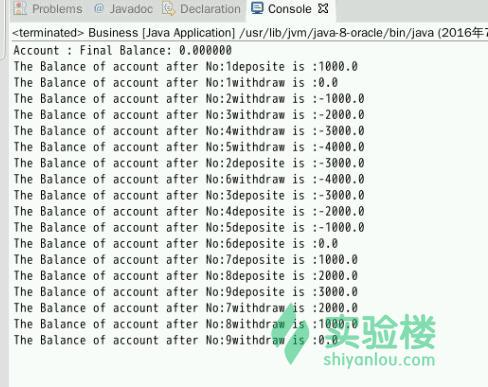 Problems @ Javadoc Declaration Console
<terminated> Business [Java Application] /usr/lib/jvm/java-8-oracle/bin/java (2016年7
Account : Final Balance: 0.000000
The Balance of account after No:1deposite is :1000.0
The Balance of account after No:1withdraw is :0.0
The Balance of account after No:2withdraw is :-1000.0
The Balance of account after No:3withdraw is :-2000.0
The Balance of account after No:4withdraw is :-3000.0
The Balance of account after No:5withdraw is :-4000.0
The Balance of account after No:2deposite is :-3000.0
The Balance of account after No:6withdraw is :-4000.0
The Balance of account after No:3deposite is :-3000.0
The Balance of account after No:4deposite is :-2000.0
The Balance of account after No:5deposite is :-1000.0
The Balance of account after No:6deposite is :0.0
The Balance of account after No:7deposite is :1000.0
The Balance of account after No:8deposite is :2000.0
The Balance of account after No:9deposite is :3000.0
The Balance of account after No:7withdraw is :2000.0
The Balance of account after No:8withdraw is :1000.0
The Balance of account after No:9withdraw is :0.0
实验楼
shiyanlou.com